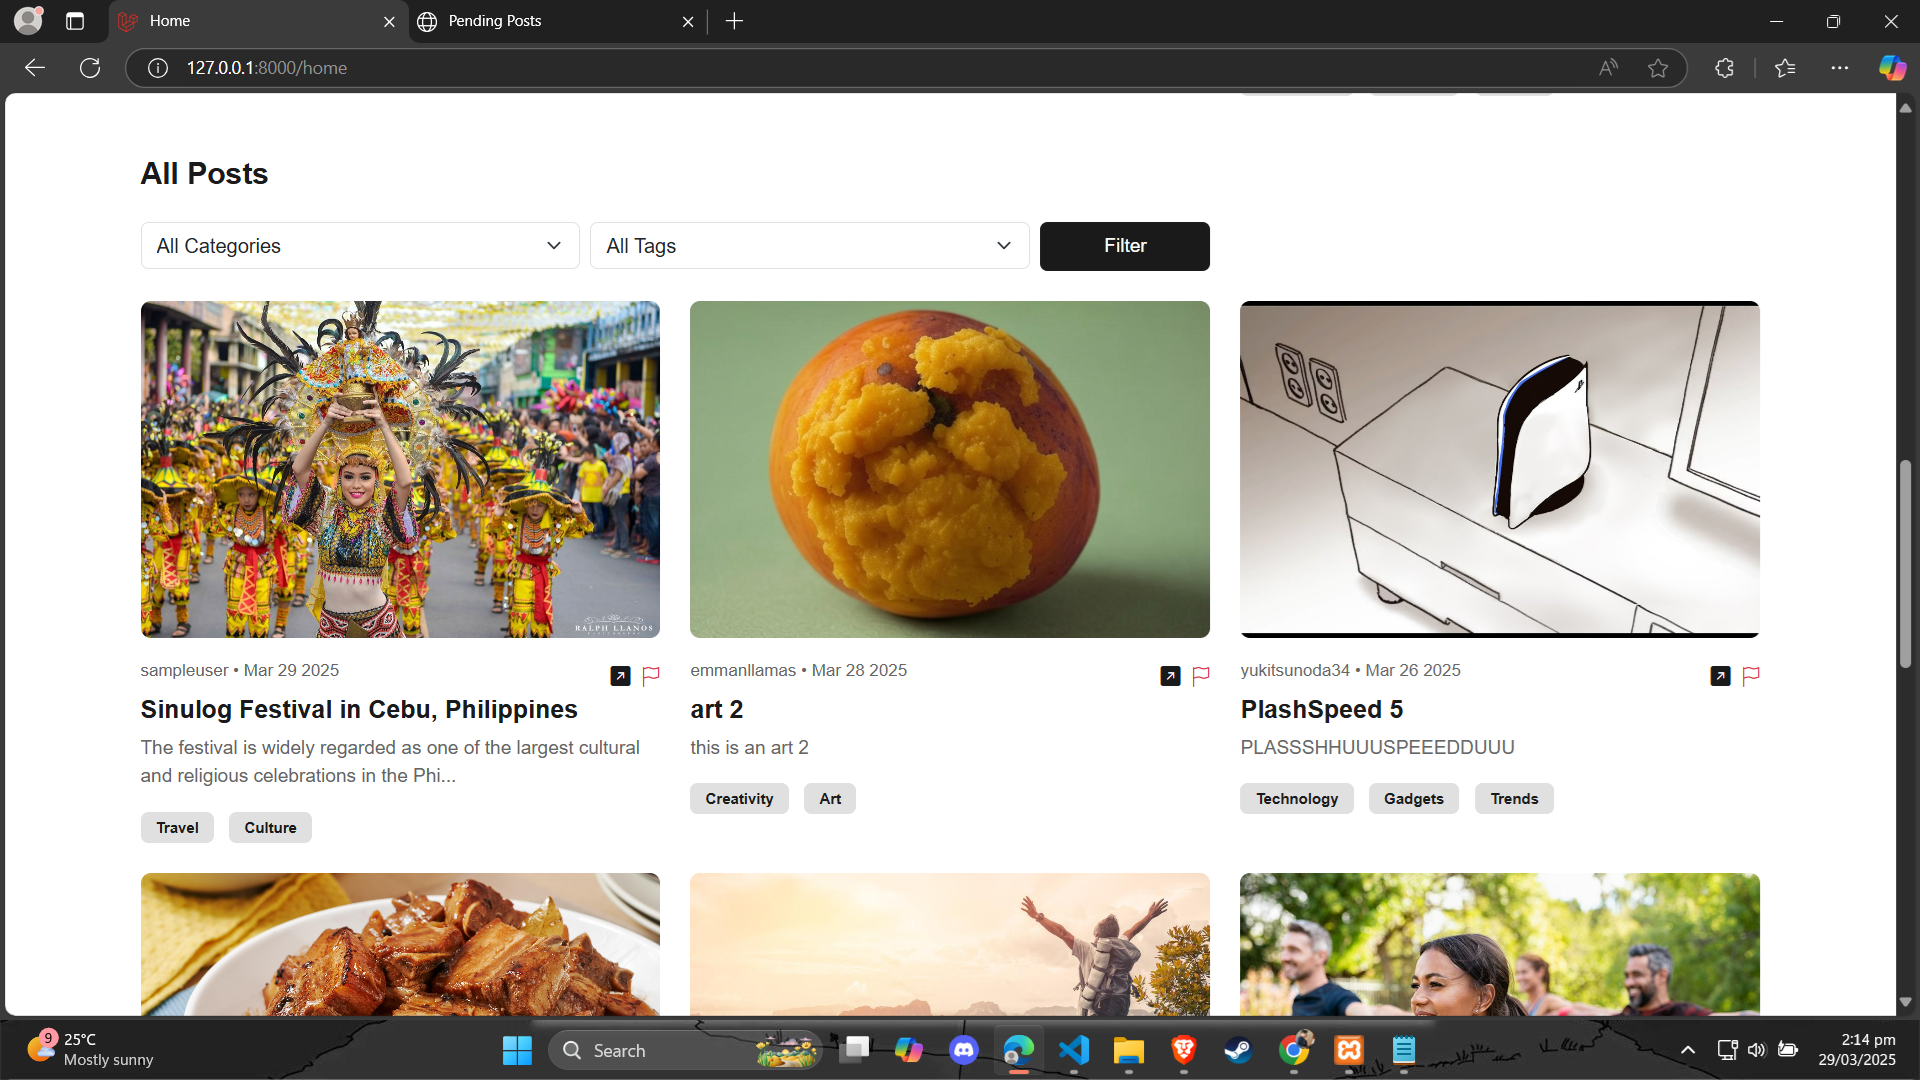 Home
Pending Posts
127.0.0.1:8000/home
All Posts
All Categories
All Tags
Filter
RALPH LLANOS
sampleuser • Mar 29 2025
Sinulog Festival in Cebu, Philippines
The festival is widely regarded as one of the largest cultural
and religious celebrations in the Phi...
Travel
Culture
emmanllamas • Mar 28 2025
art 2
this is an art 2
Creativity
Art
yukitsunoda34 • Mar 26 2025
PlashSpeed 5
PLASSSHHUUUSPEEEDDUUU
Technology
Gadgets
Trends
9
25°C
Mostly sunny
Search
2:14 pm
29/03/2025